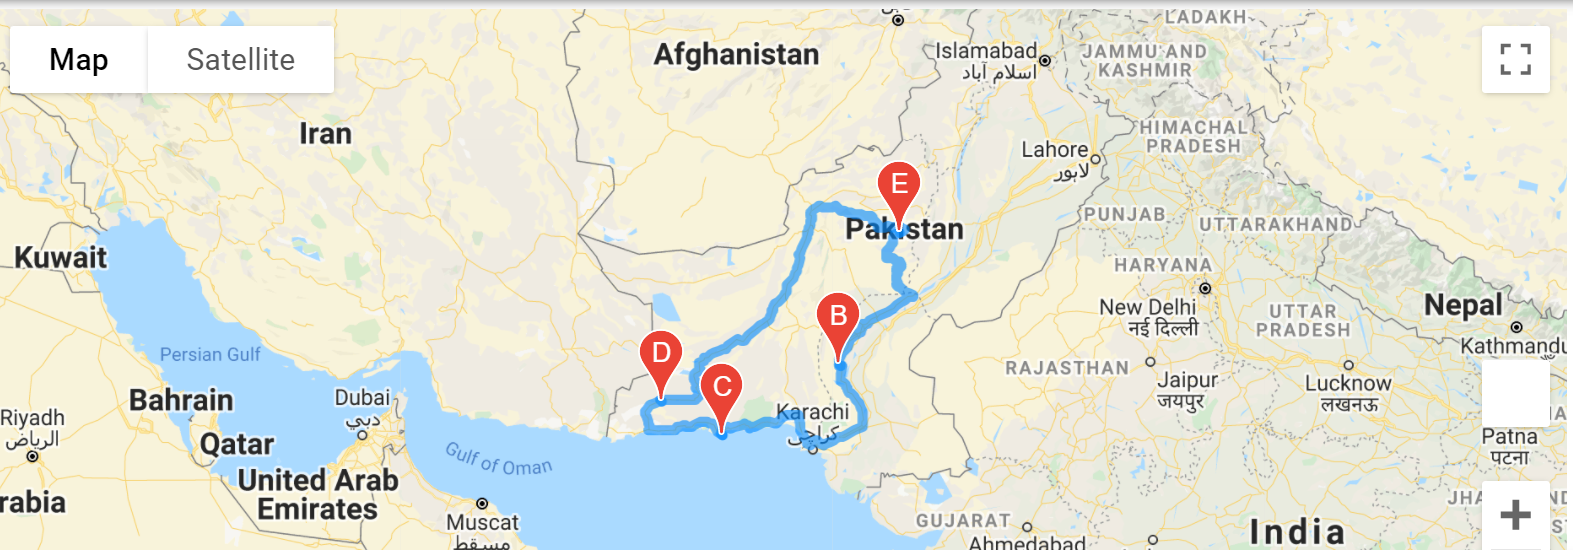 Map
Satellite
LADAKH
Afghanistan
Islamabad
اسلام آباد
JAMMU AND
KASHMIR
Iran
HIMACHAL
PRADESH
Lahore
لاہور
E
Pakistan
PUNJAB
UTTARAKHAND
Kuwait
HARYANA
New Delhi
नई दिल्ली
UTTAR
PRADESH
Nepal
B
Kathmandu
Persian Gulf
D
C
RAJASTHAN
Jaipur
जयपुर
Lucknow
लखनऊ
Bahrain
Dubai
دبي
Karachi
کراچی
Riyadh
الرياض
Qatar
Gulf of Oman
Patna
पटना
United Arab
Emirates
rabia
Muscat
مسقط
GUJARAT
Ahmedabad
India
JHA
ND
+